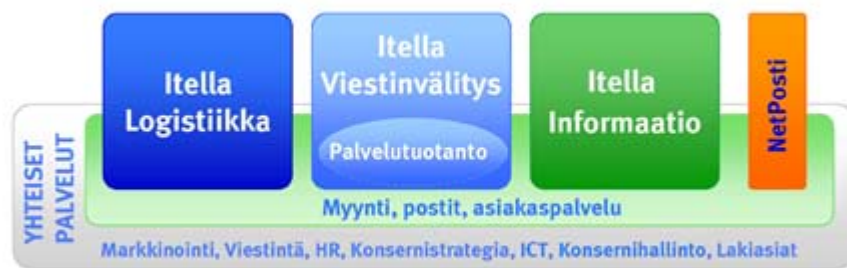 Itella
Logistiikka
Itella
Viestinvälitys
Palvelutuotanto
Itella
Informaatio
NetPosti
YHTEISET
PALVELUT
Myynti, postit, asiakaspalvelu
Markkinointi, Viestintä, HR, Konsernistrategia, ICT, Konsernihallinto, Lakiasiat